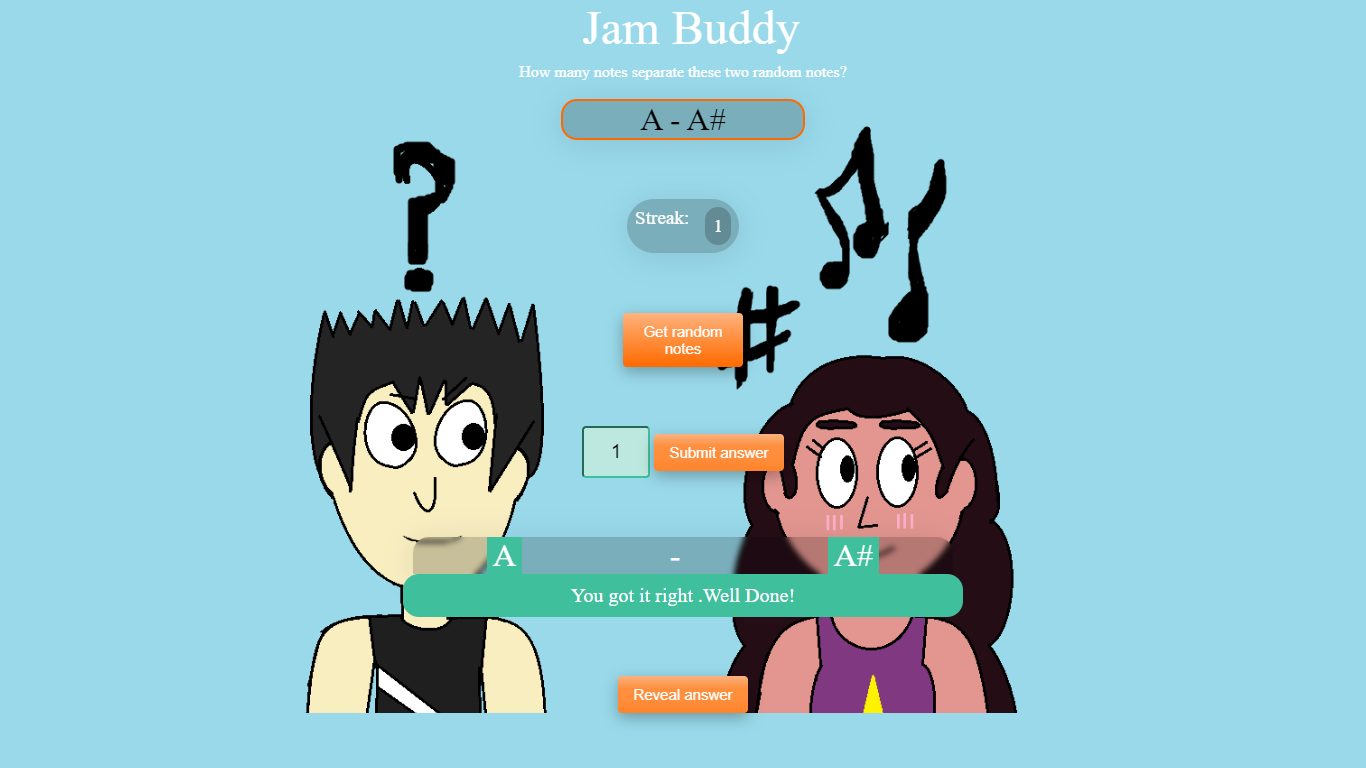 Jam Buddy
How many notes separate these two random notes?
A - A#
Streak: 1
Get random
notes
#
1 Submit answer
A - A#
You got it right .Well Done!
Reveal answer